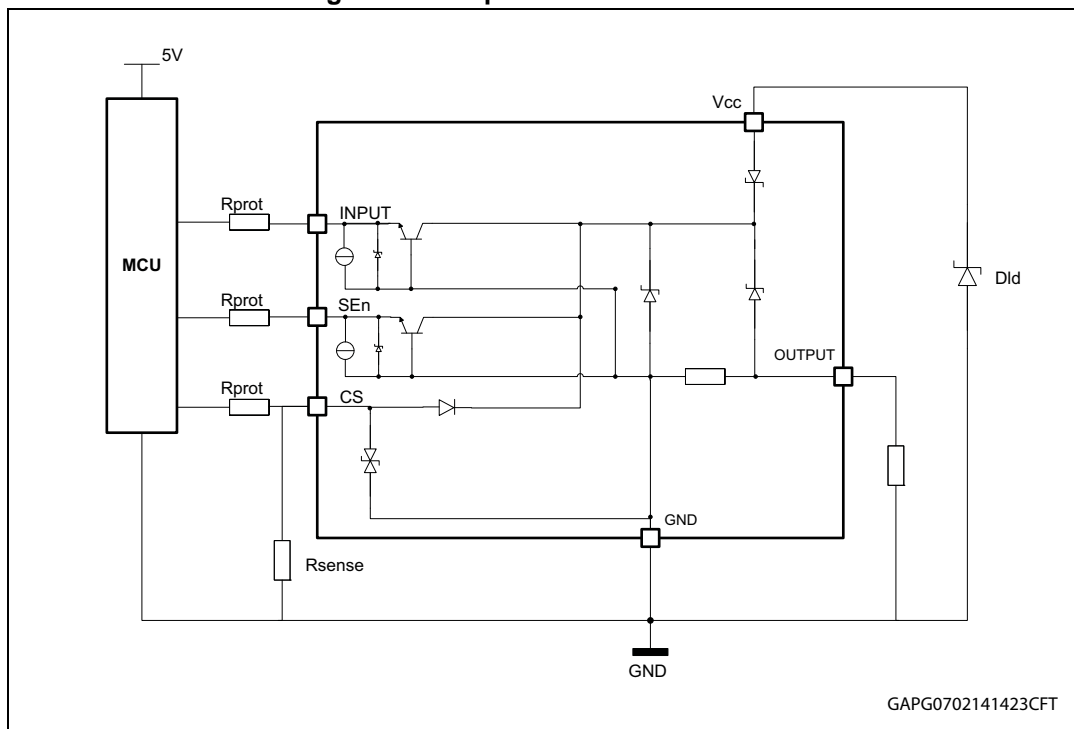 5V
Vcc
Rprot
INPUT
MCU
Dld
Rprot
SEn
OUTPUT
Rprot
CS
GND
Rsense
GND
GAPG0702141423CFT